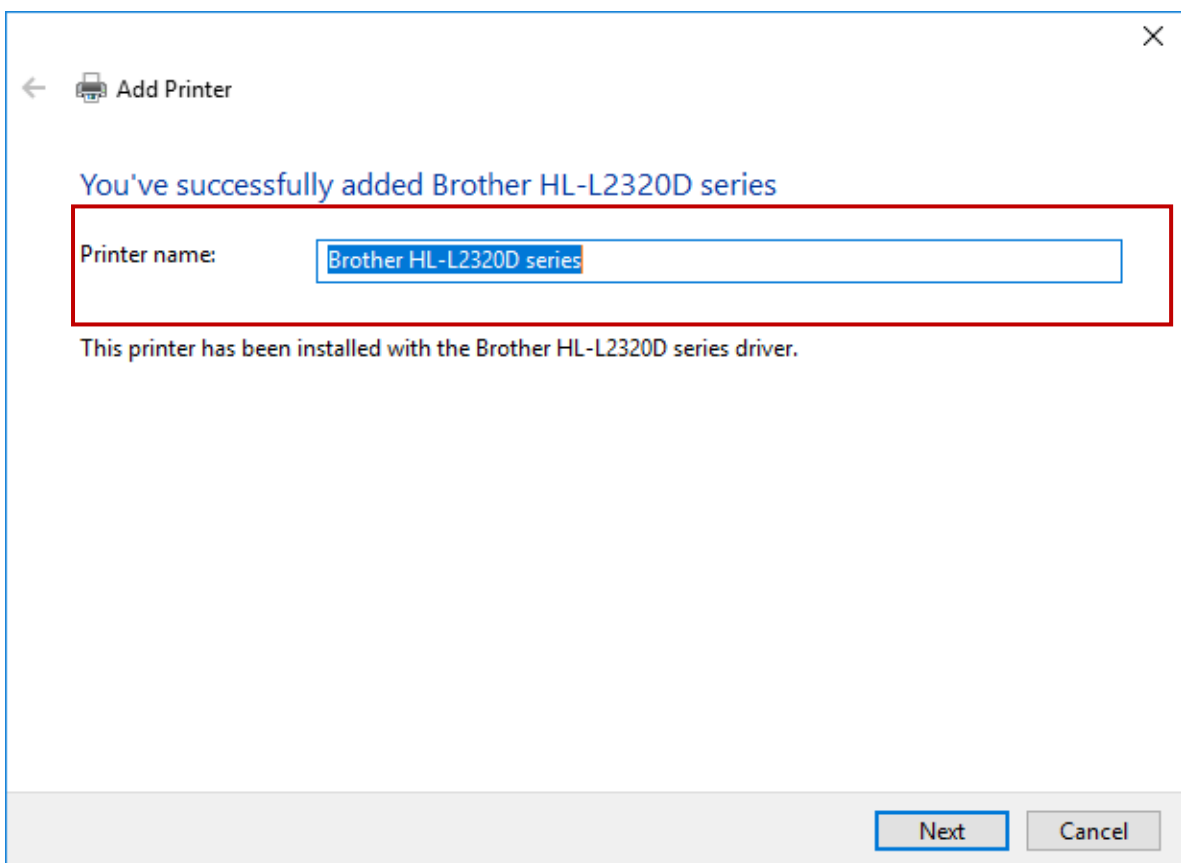 Add Printer
You've successfully added Brother HL-L2320D series
Printer name: Brother HL-L2320D series
This printer has been installed with the Brother HL-L2320D series driver.
Next Cancel